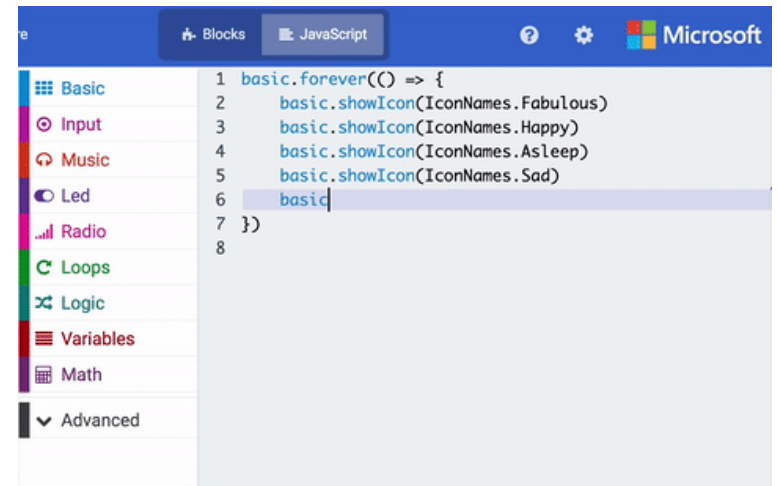 re
Blocks
JavaScript
Microsoft
Basic
Input
Music
Led
Radio
Loops
Logic
Variables
Math
Advanced
1 basic.forever(() => {
2     basic.showIcon(IconNames.Fabulous)
3     basic.showIcon(IconNames.Happy)
4     basic.showIcon(IconNames.Asleep)
5     basic.showIcon(IconNames.Sad)
6     basic
7 })
8